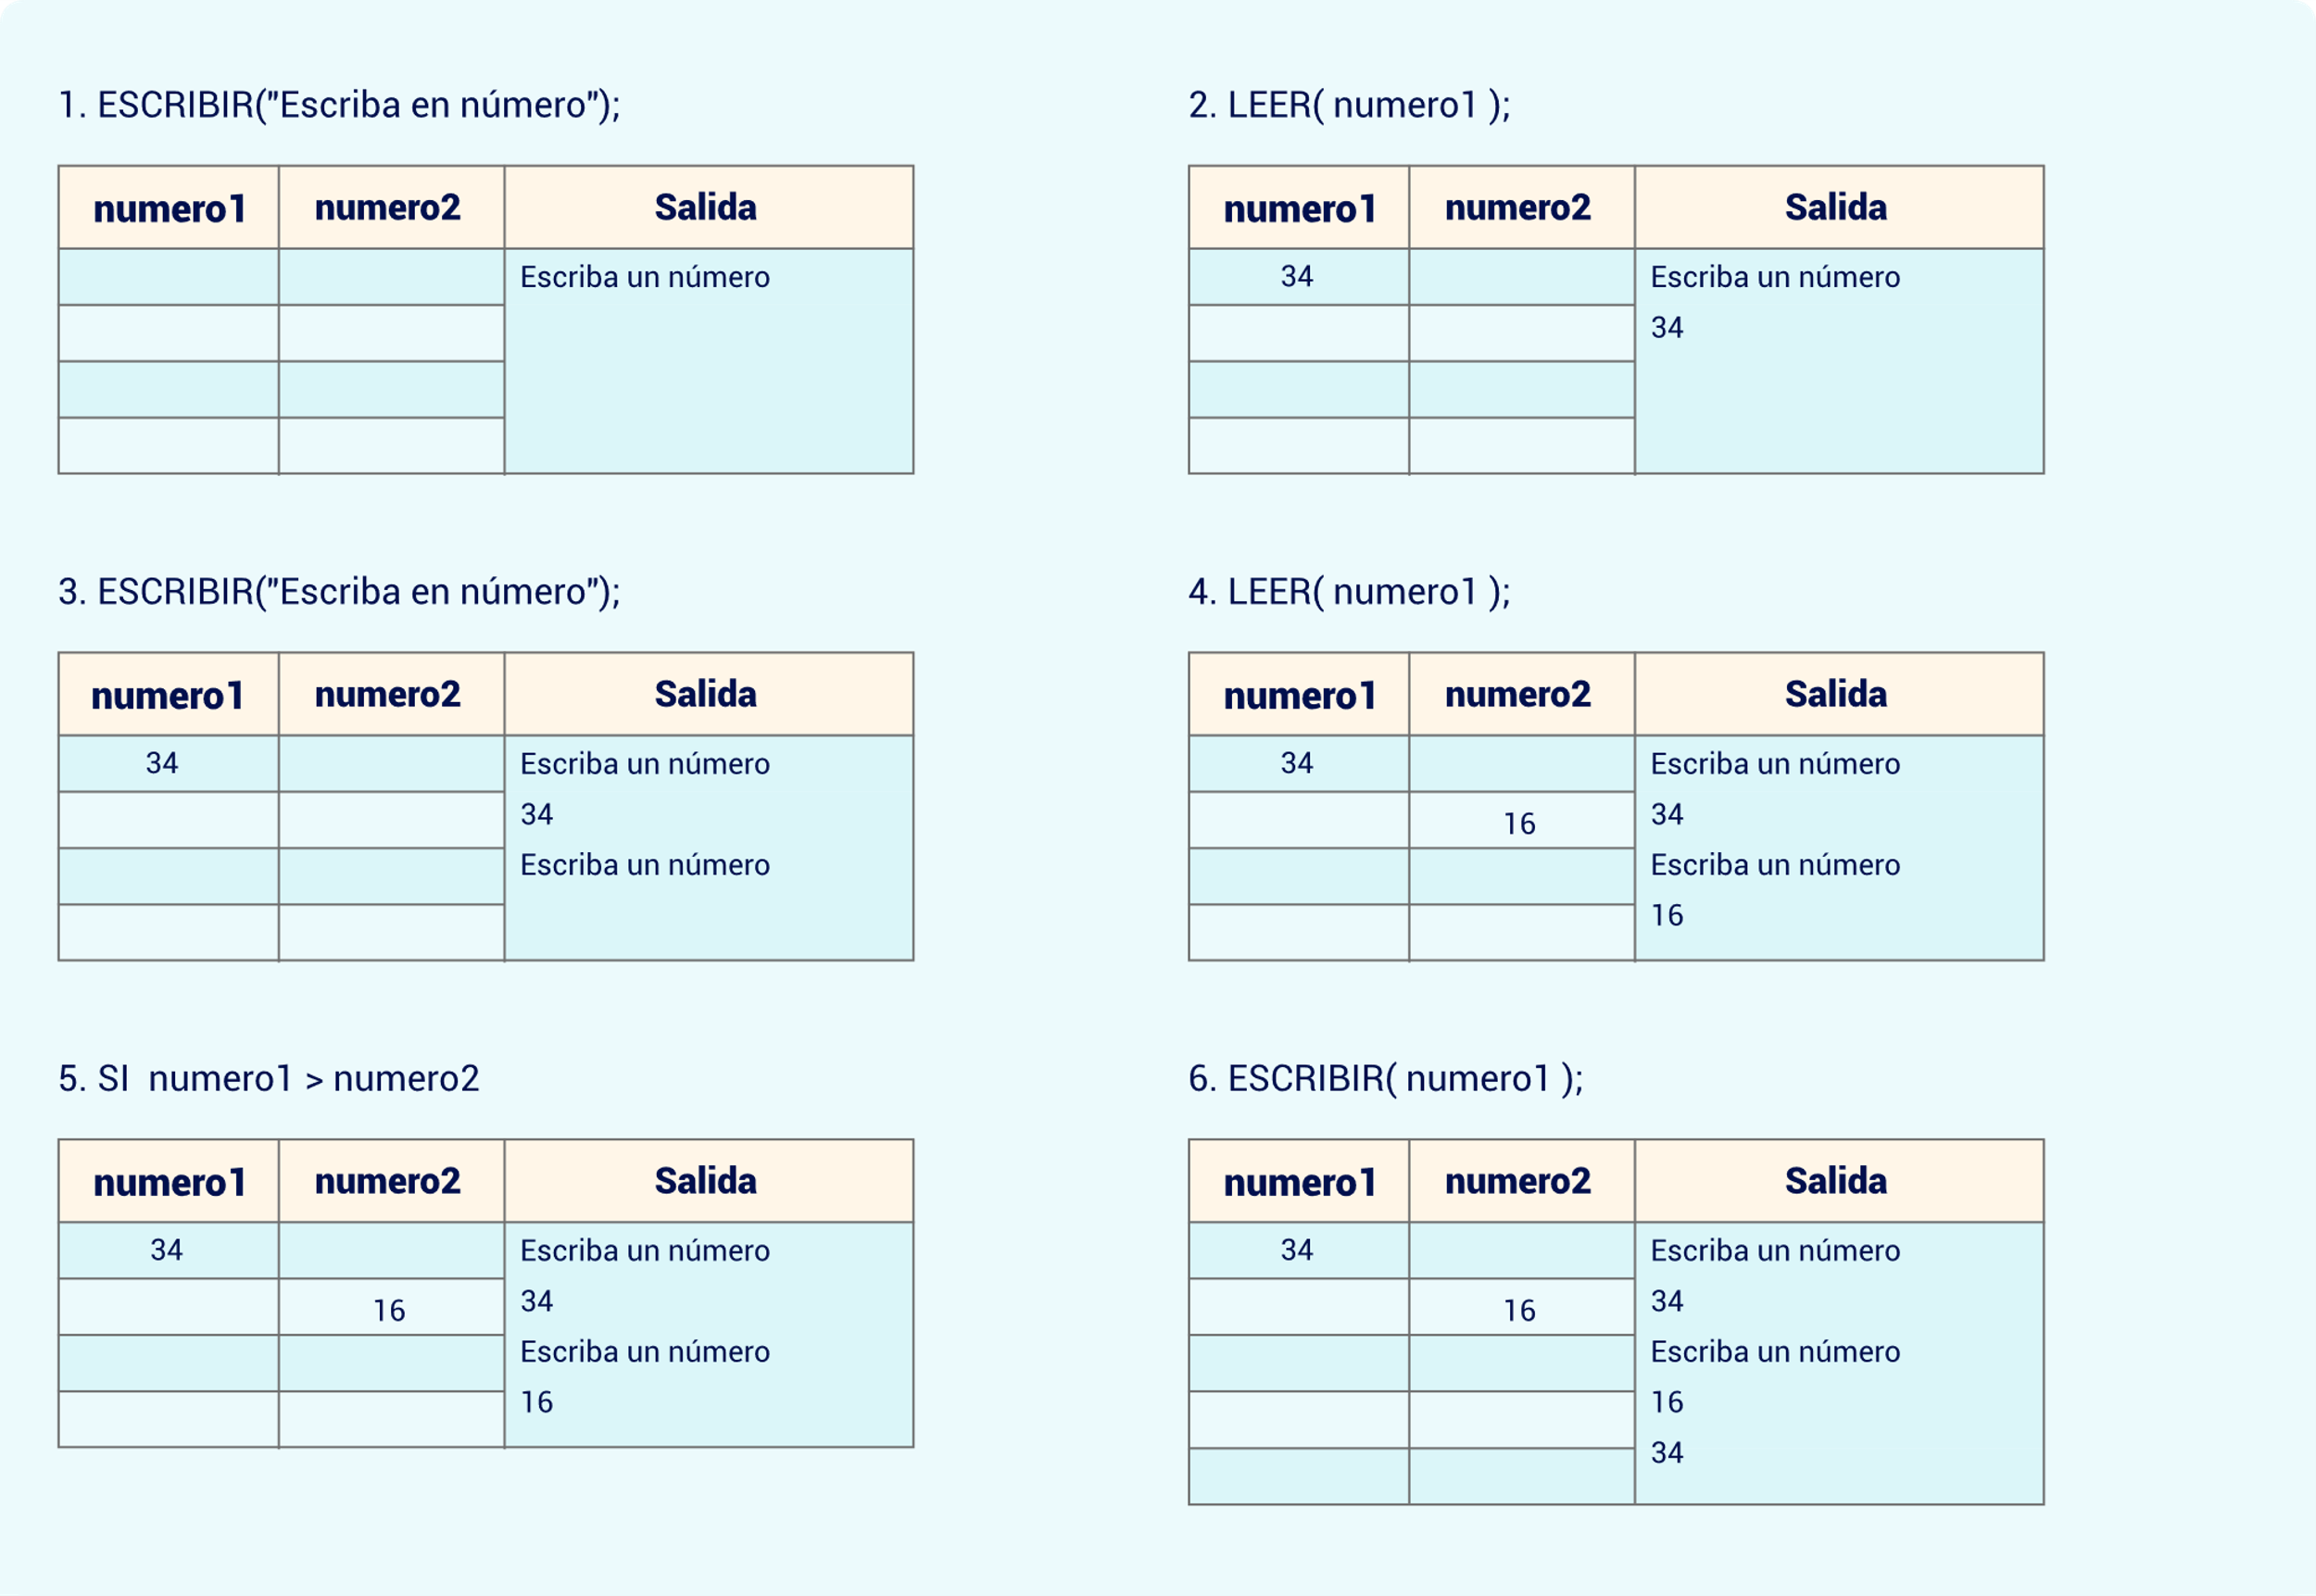 1. ESCRIBIR("Escriba en número");
numero1 numero2 Salida
Escriba un número
2. LEER( numero1 );
numero1 numero2 Salida
34 Escriba un número
34
3. ESCRIBIR("Escriba en número");
numero1 numero2 Salida
34 Escriba un número
34
Escriba un número
4. LEER( numero1 );
numero1 numero2 Salida
34 Escriba un número
16 34
Escriba un número
16
5. SI numero1 > numero2
numero1 numero2 Salida
34 Escriba un número
16 34
Escriba un número
16
6. ESCRIBIR( numero1 );
numero1 numero2 Salida
34 Escriba un número
16 34
Escriba un número
16
34